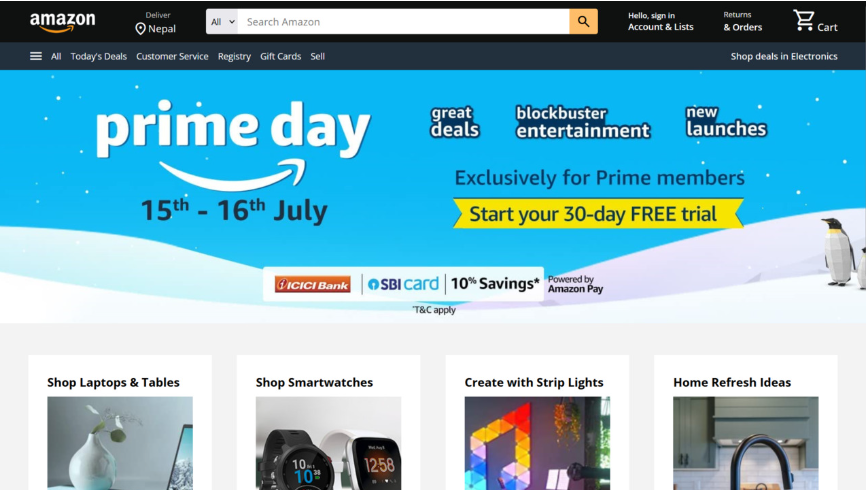 amazon
Deliver
Nepal
All
Search Amazon
Hello, sign in
Account & Lists
Returns
& Orders
Cart
All Today's Deals Customer Service Registry Gift Cards Sell
Shop deals in Electronics
prime day
15th - 16th July
great
deals
blockbuster
entertainment
new
launches
Exclusively for Prime members
Start your 30-day FREE trial
ICICI Bank
SBI card
10% Savings*
Powered by
Amazon Pay
*T&C apply
Shop Laptops & Tables
Shop Smartwatches
Create with Strip Lights
Home Refresh Ideas
10
10 38
12:58